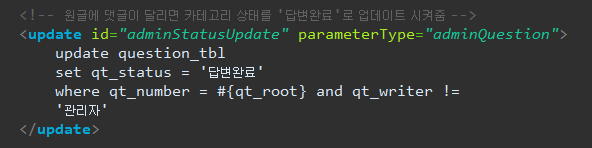 <!-- 원글에 댓글이 달리면 카테고리 상태를 '답변완료'로 업데이트 시켜줌 -->
<update id="adminStatusUpdate" parameterType="adminQuestion">
update question_tbl
set qt_status = '답변완료'
where qt_number = #{qt_root} and qt_writer !=
'관리자'
</update>